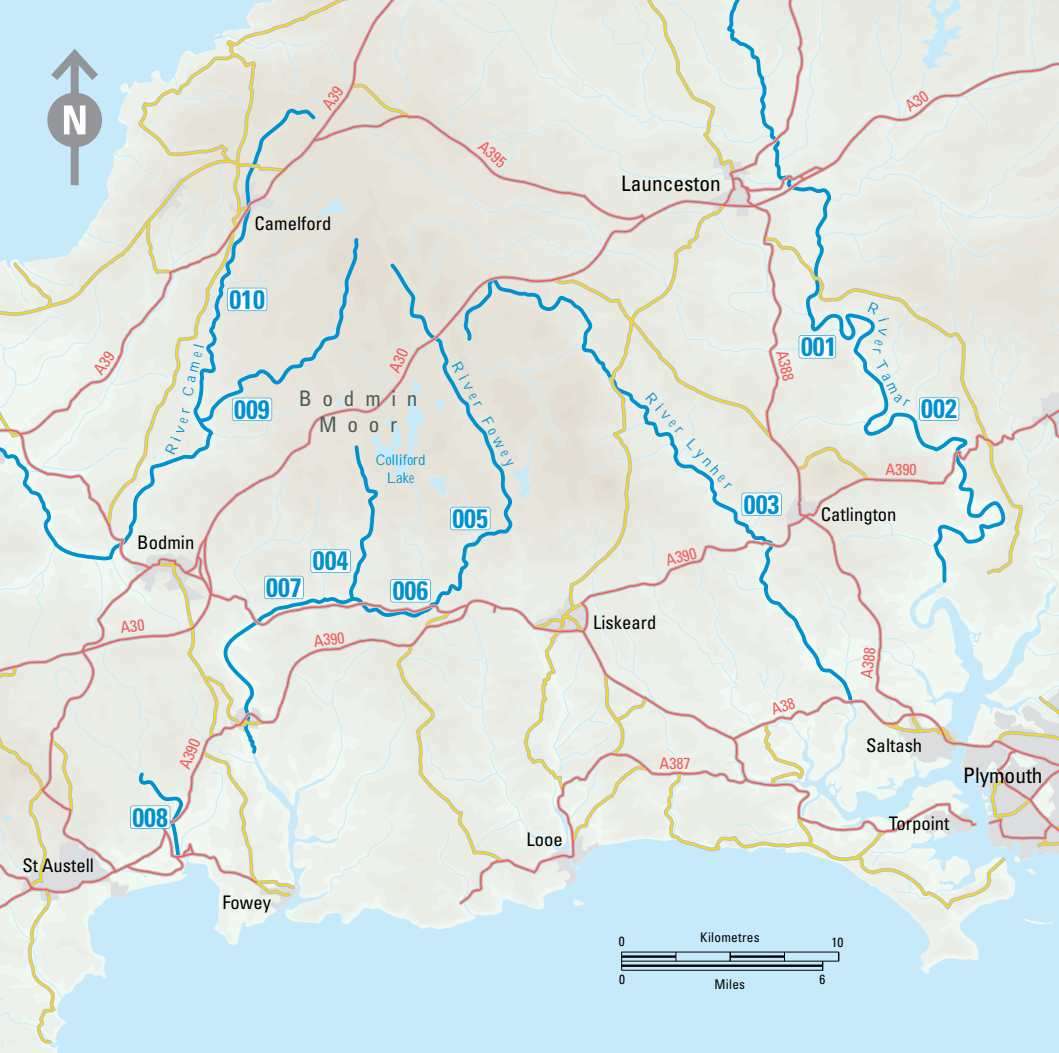 N
A39
A30
A395
Launceston
Camelford
010
River Tamar
001
A39
A30
A388
River Camel
River Fowey
009
Bodmin
Moor
River Lynher
002
Colliford
Lake
A390
003
005
Catlington
Bodmin
004
A390
007
006
A30
A390
Liskeard
A388
A38
A390
Saltash
A387
Plymouth
008
Torpoint
Looe
St Austell
Fowey
0 Kilometres 10
0 Miles 6